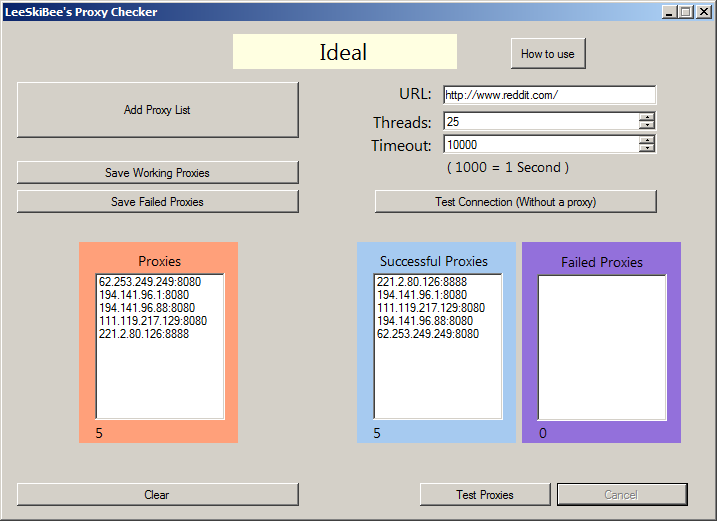 LeeSkiBee's Proxy Checker
Ideal
How to use
Add Proxy List
URL: http://www.reddit.com/
Threads: 25
Timeout: 10000
( 1000 = 1 Second )
Save Working Proxies
Save Failed Proxies
Test Connection (Without a proxy)
Proxies
62.253.249.249:8080
194.141.96.1:8080
194.141.96.88:8080
111.119.217.129:8080
221.2.80.126:8888
5
Successful Proxies
221.2.80.126:8888
194.141.96.1:8080
111.119.217.129:8080
194.141.96.88:8080
62.253.249.249:8080
5
Failed Proxies
0
Clear
Test Proxies
Cancel